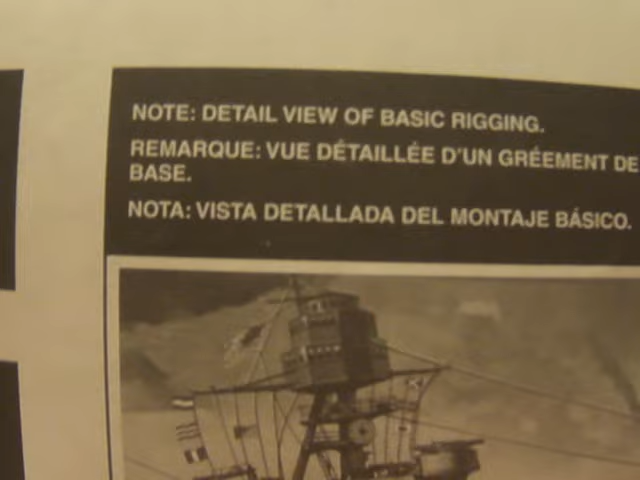 NOTE: DETAIL VIEW OF BASIC RIGGING.
REMARQUE: VUE DÉTAILLÉE D'UN GRÉEMENT DE
BASE.
NOTA: VISTA DETALLADA DEL MONTAJE BÁSICO.